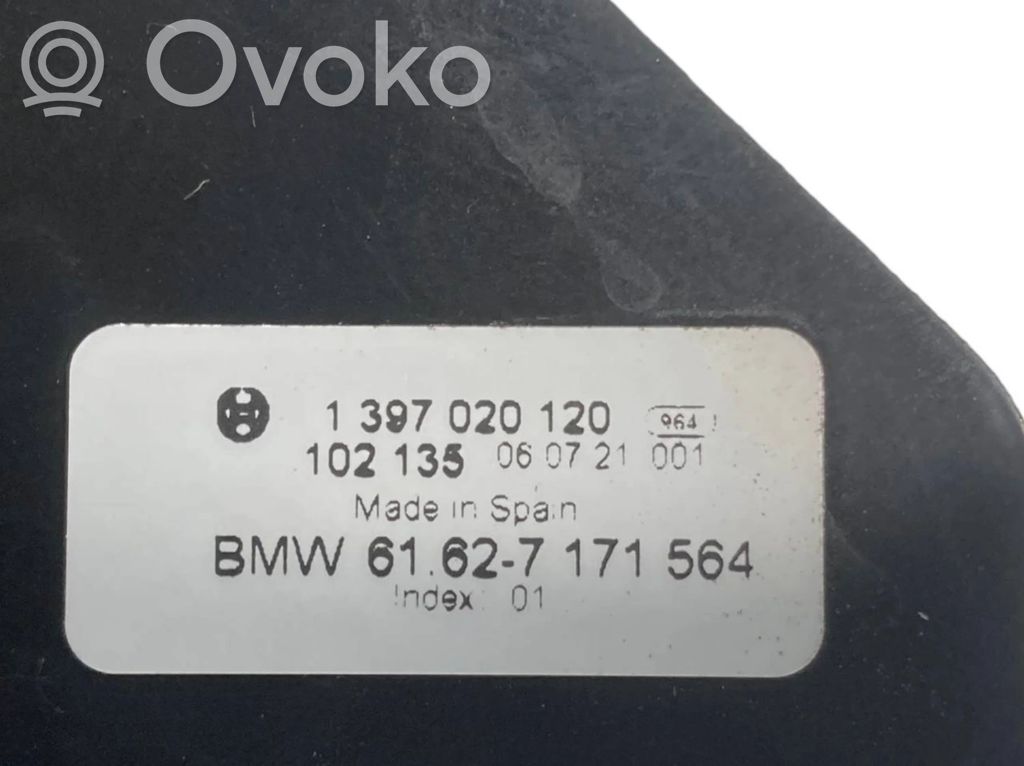 Ovoko
1 397 020 120 964
102 135 06 07 21 001
Made in Spain
BMW 61.62-7 171 564
Index: 01